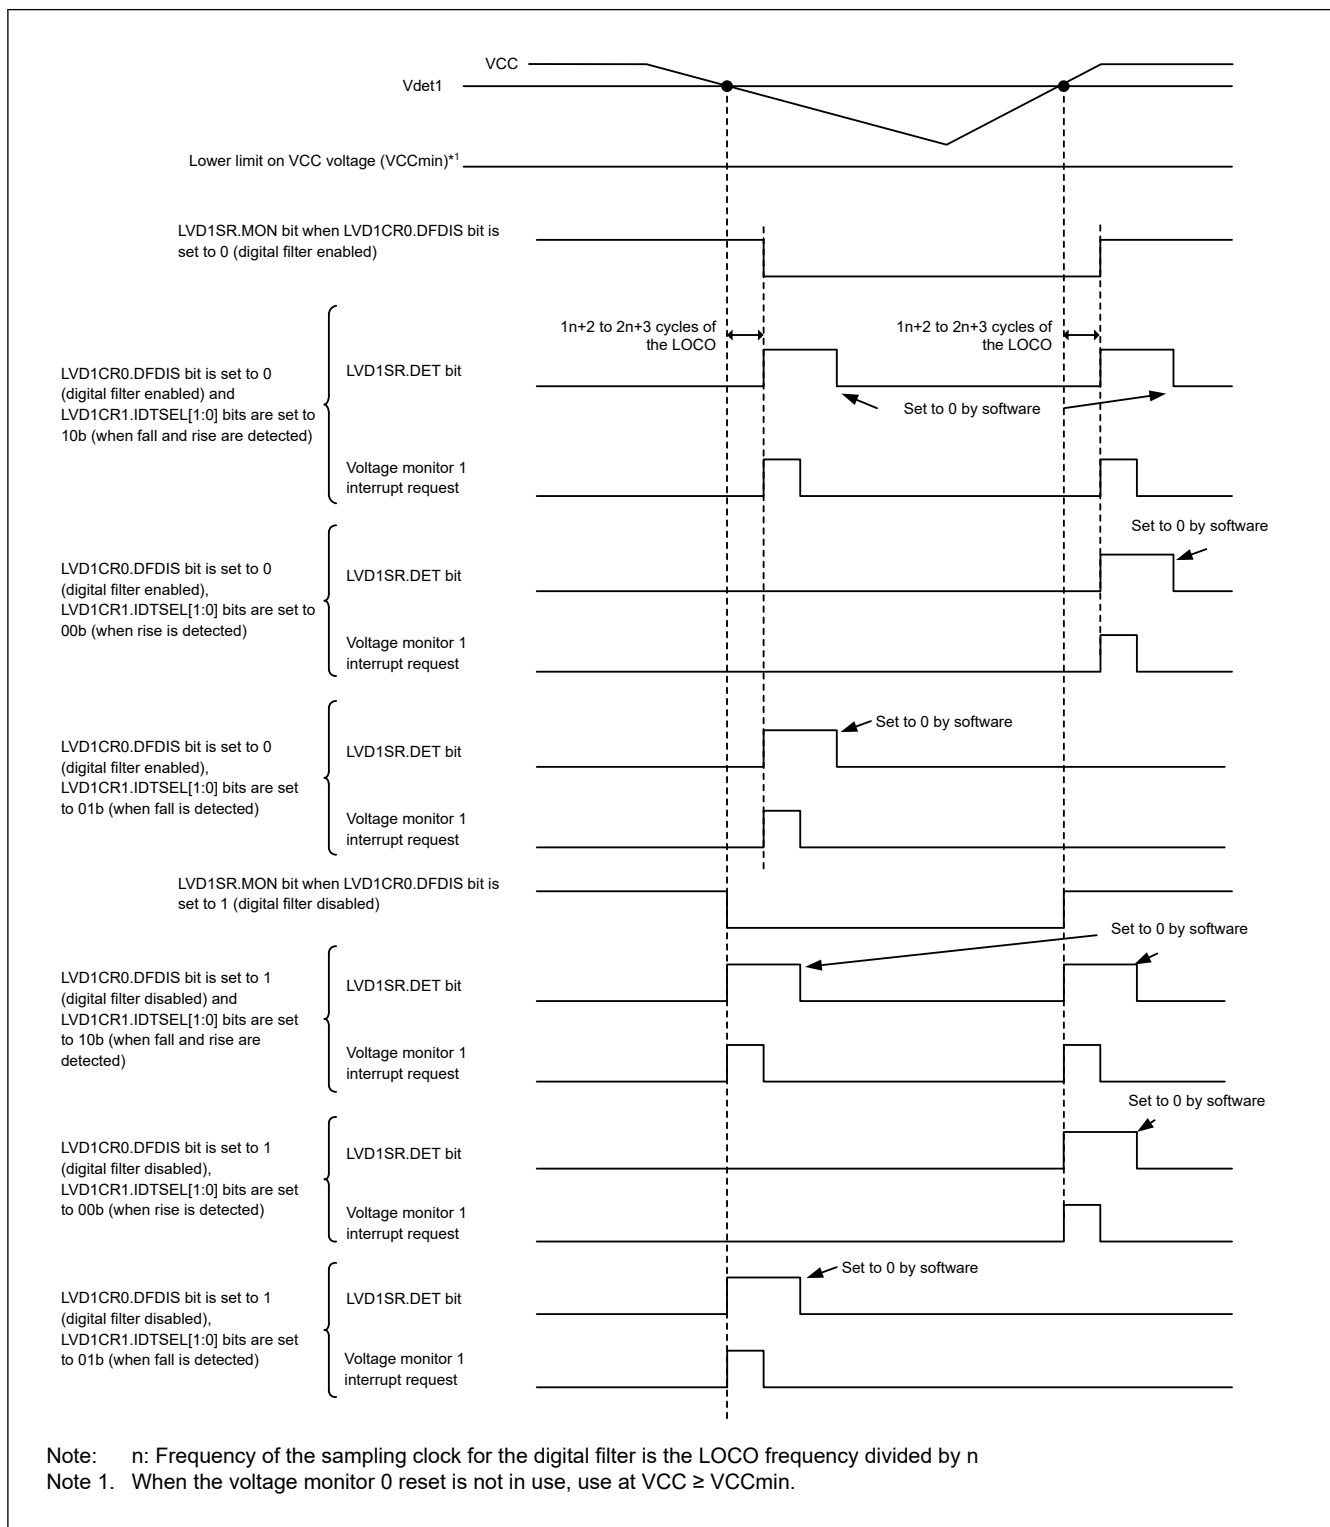 VCC
Vdet1
Lower limit on VCC voltage (VCCmin)*1
LVD1SR.MON bit when LVD1CR0.DFDIS bit is
set to 0 (digital filter enabled)
1n+2 to 2n+3 cycles of
the LOCO
1n+2 to 2n+3 cycles of
the LOCO
LVD1CR0.DFDIS bit is set to 0
(digital filter enabled) and
LVD1CR1.IDTSEL[1:0] bits are set to
10b (when fall and rise are detected)
LVD1SR.DET bit
Set to 0 by software
Voltage monitor 1
interrupt request
Set to 0 by software
LVD1CR0.DFDIS bit is set to 0
(digital filter enabled),
LVD1CR1.IDTSEL[1:0] bits are set to
00b (when rise is detected)
LVD1SR.DET bit
Voltage monitor 1
interrupt request
Set to 0 by software
LVD1CR0.DFDIS bit is set to 0
(digital filter enabled),
LVD1CR1.IDTSEL[1:0] bits are set
to 01b (when fall is detected)
LVD1SR.DET bit
Voltage monitor 1
interrupt request
LVD1SR.MON bit when LVD1CR0.DFDIS bit is
set to 1 (digital filter disabled)
Set to 0 by software
LVD1CR0.DFDIS bit is set to 1
(digital filter disabled) and
LVD1CR1.IDTSEL[1:0] bits are set
to 10b (when fall and rise are
detected)
LVD1SR.DET bit
Voltage monitor 1
interrupt request
Set to 0 by software
LVD1CR0.DFDIS bit is set to 1
(digital filter disabled),
LVD1CR1.IDTSEL[1:0] bits are set
to 00b (when rise is detected)
LVD1SR.DET bit
Voltage monitor 1
interrupt request
Set to 0 by software
LVD1CR0.DFDIS bit is set to 1
(digital filter disabled),
LVD1CR1.IDTSEL[1:0] bits are set
to 01b (when fall is detected)
LVD1SR.DET bit
Voltage monitor 1
interrupt request
Note: n: Frequency of the sampling clock for the digital filter is the LOCO frequency divided by n
Note 1. When the voltage monitor 0 reset is not in use, use at VCC ≥ VCCmin.